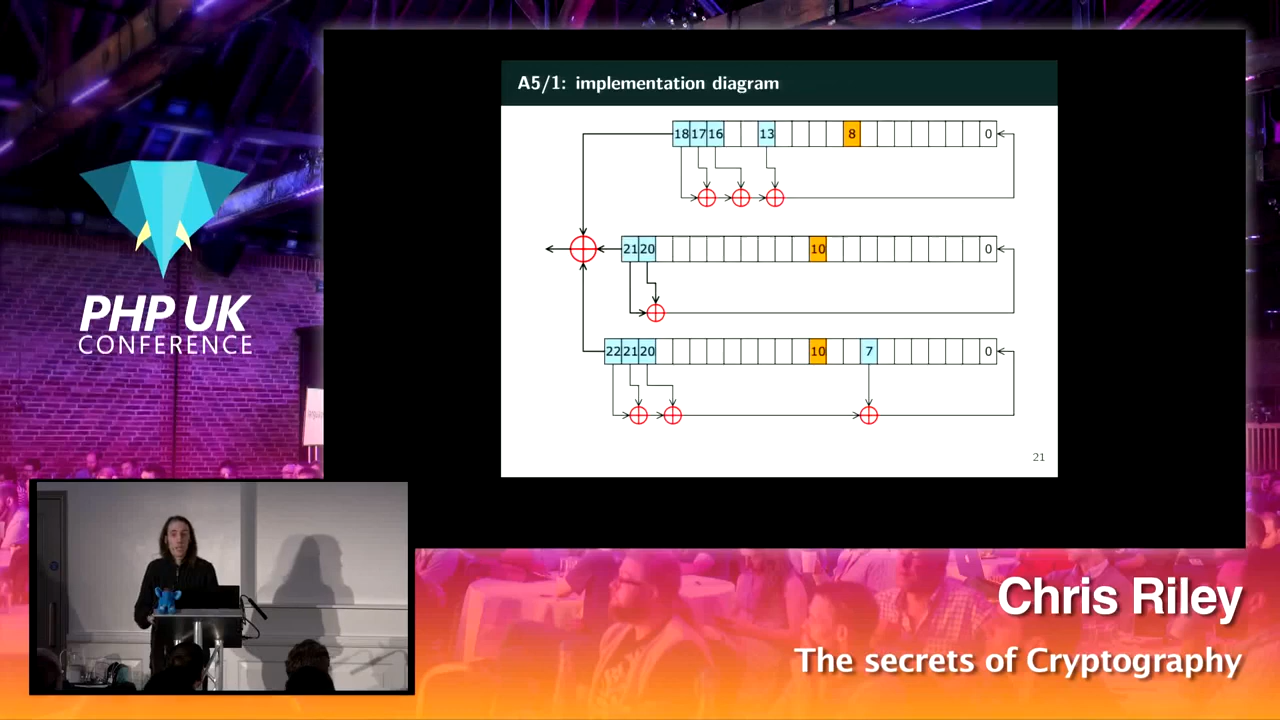 A5/1: implementation diagram
18 17 16 13 8 0
21 20 10 0
22 21 20 10 7 0
21
PHP UK
CONFERENCE
Chris Riley
The secrets of Cryptography